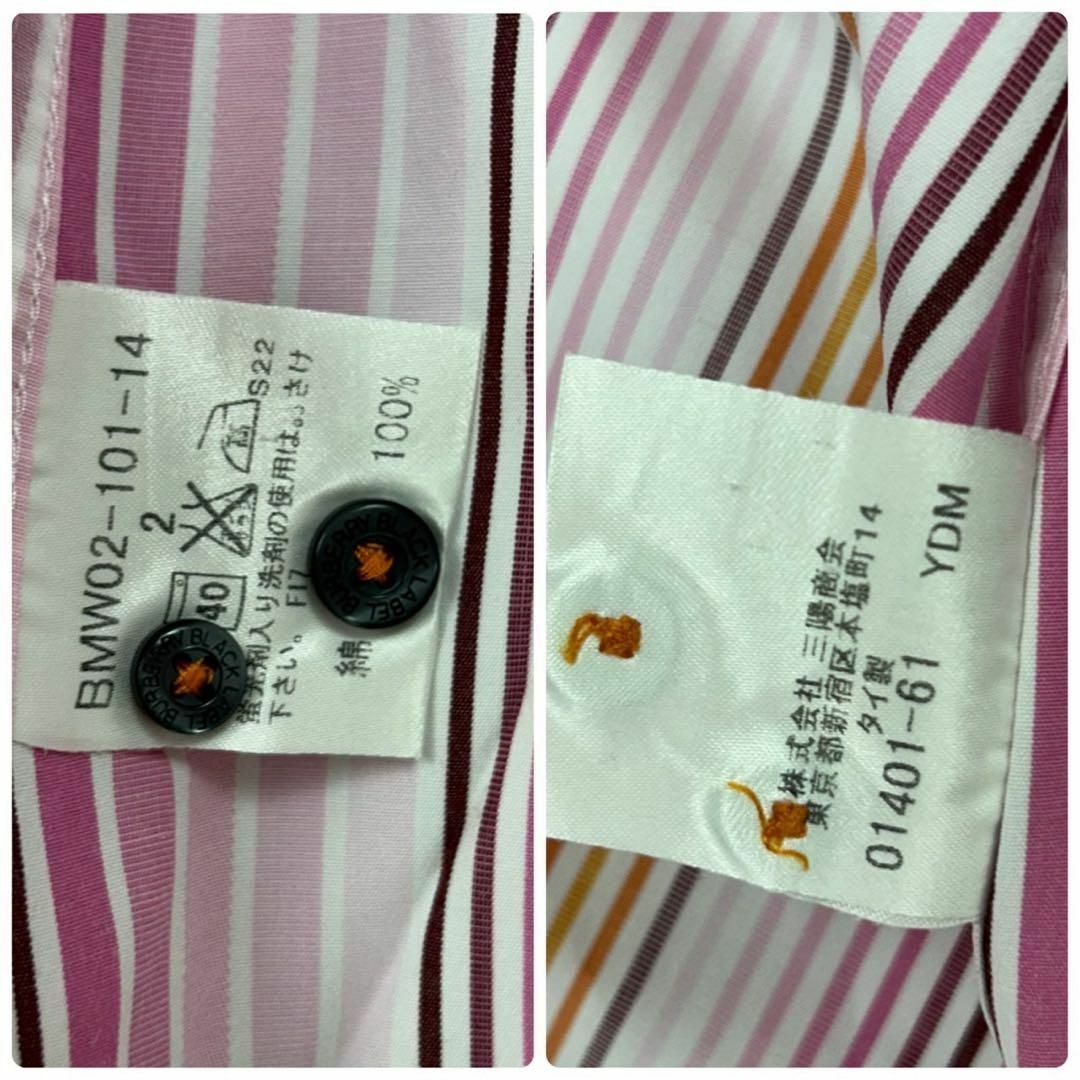 BMW02-101-14
2
40
S22
蛍光剤入り洗剤の使用はおさけ
下さい。 F17
綿 100%
BURBERRY BLACK LABEL
BURBERRY BLACK LABEL
株式会社 三陽商会
東京都新宿区本塩町14
タイ製
01401-61 YDM